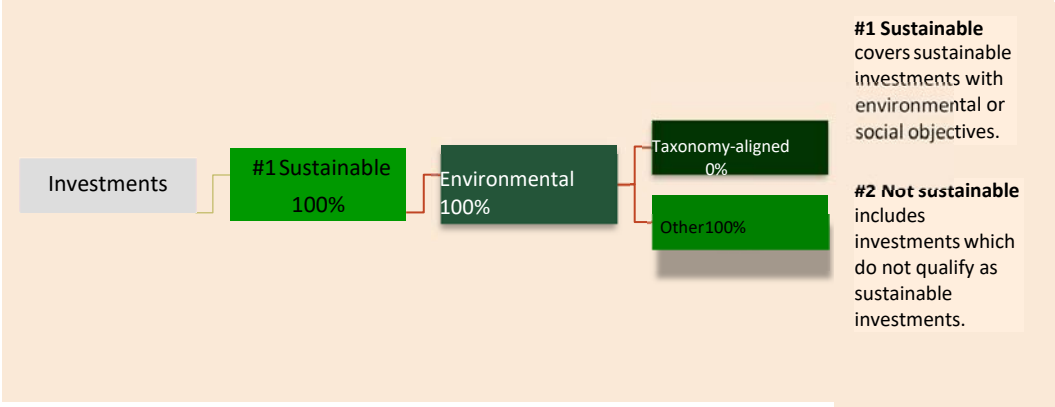 Investments
#1 Sustainable
100%
Environmental
100%
Taxonomy-aligned
0%
Other100%
#1 Sustainable
covers sustainable
investments with
environmental or
social objectives.
#2 Not sustainable
includes
investments which
do not qualify as
sustainable
investments.